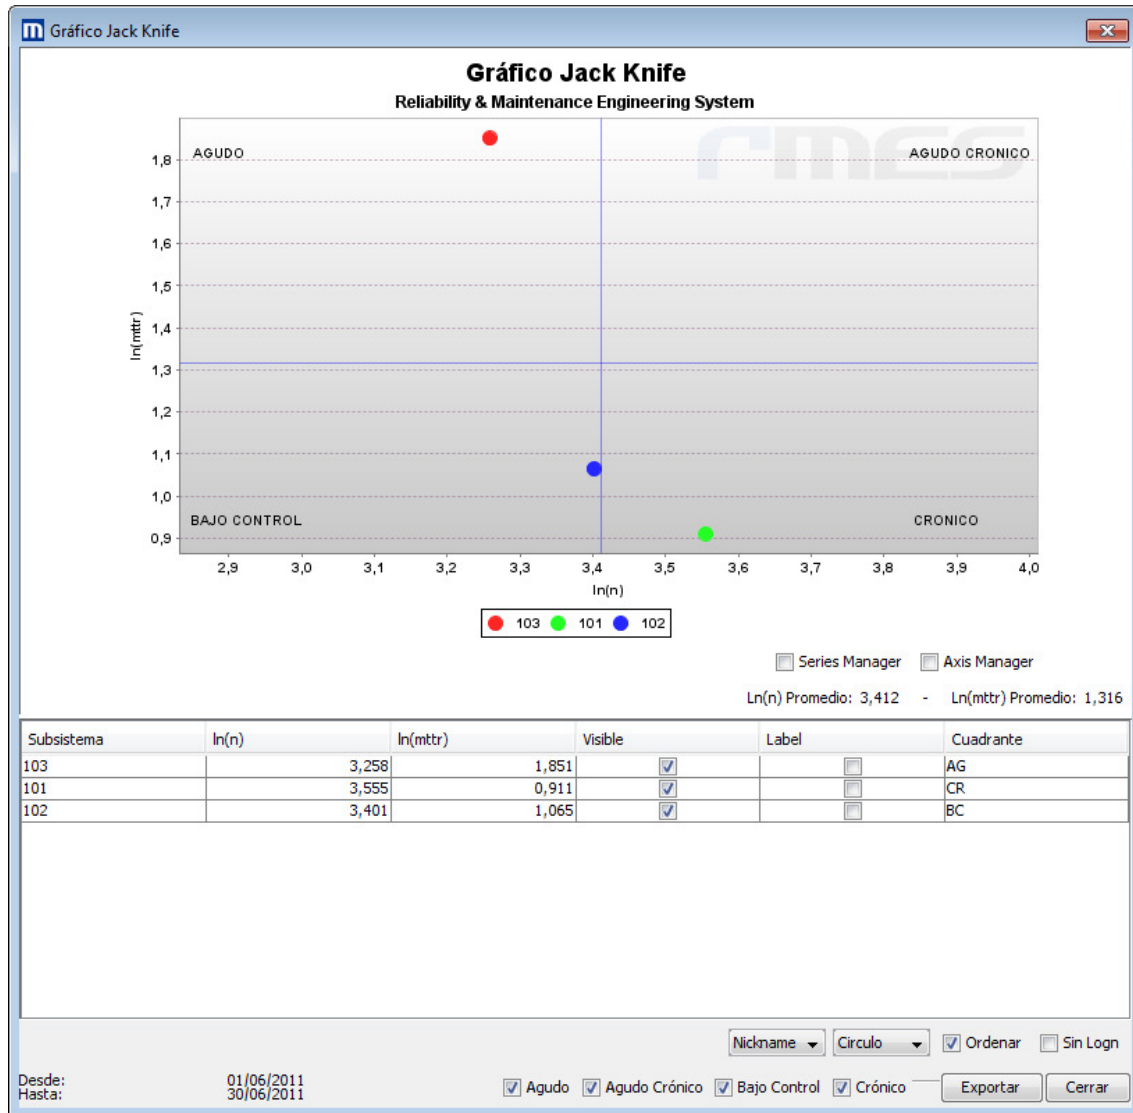 Gráfico Jack Knife
Gráfico Jack Knife
Reliability & Maintenance Engineering System
rmes
AGUDO
AGUDO CRONICO
BAJO CONTROL
CRONICO
ln(mttr)
1,8
1,7
1,6
1,5
1,4
1,3
1,2
1,1
1,0
0,9
2,9 3,0 3,1 3,2 3,3 3,4 3,5 3,6 3,7 3,8 3,9 4,0
ln(n)
103 101 102
Series Manager Axis Manager
Ln(n) Promedio: 3,412 - Ln(mttr) Promedio: 1,316
Subsistema ln(n) ln(mttr) Visible Label Cuadrante
103 3,258 1,851 AG
101 3,555 0,911 CR
102 3,401 1,065 BC
Nickname Circulo Ordenar Sin Logn
Desde: 01/06/2011
Hasta: 30/06/2011
Agudo Agudo Crónico Bajo Control Crónico Exportar Cerrar